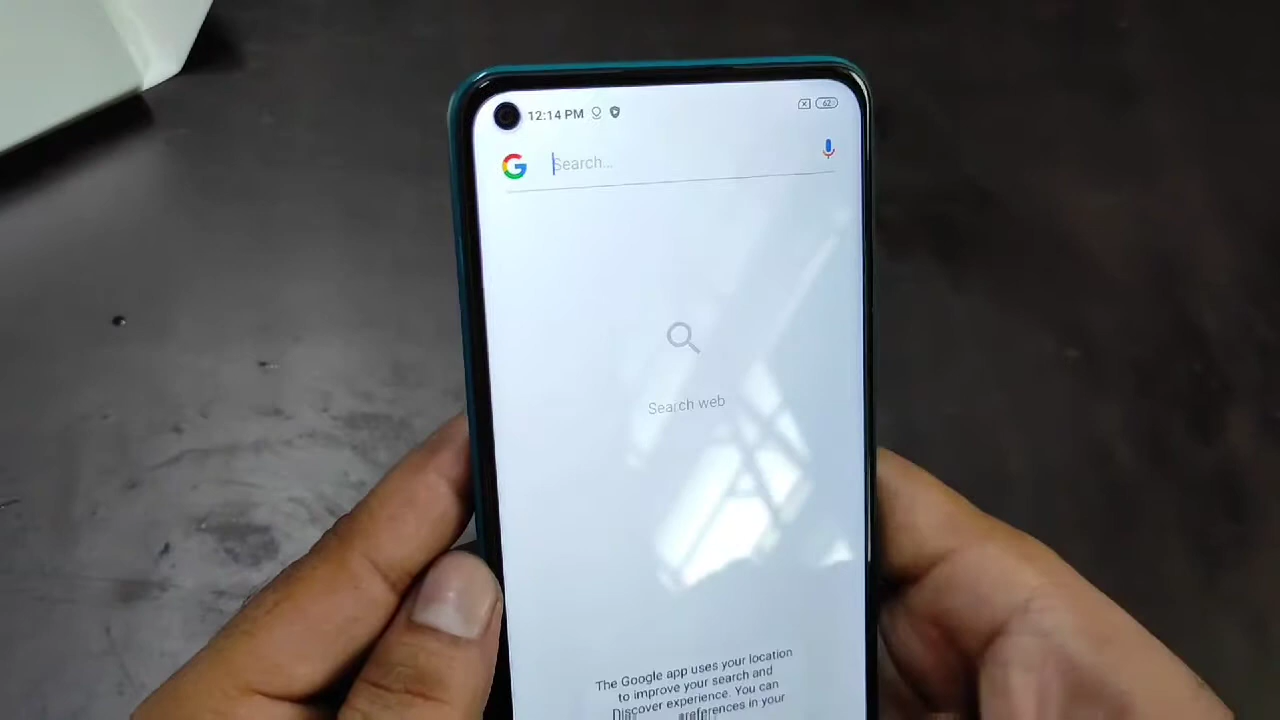 12:14 PM
62
Search...
Search web
The Google app uses your location
to improve your search and
Discover experience. You can
preferences in your